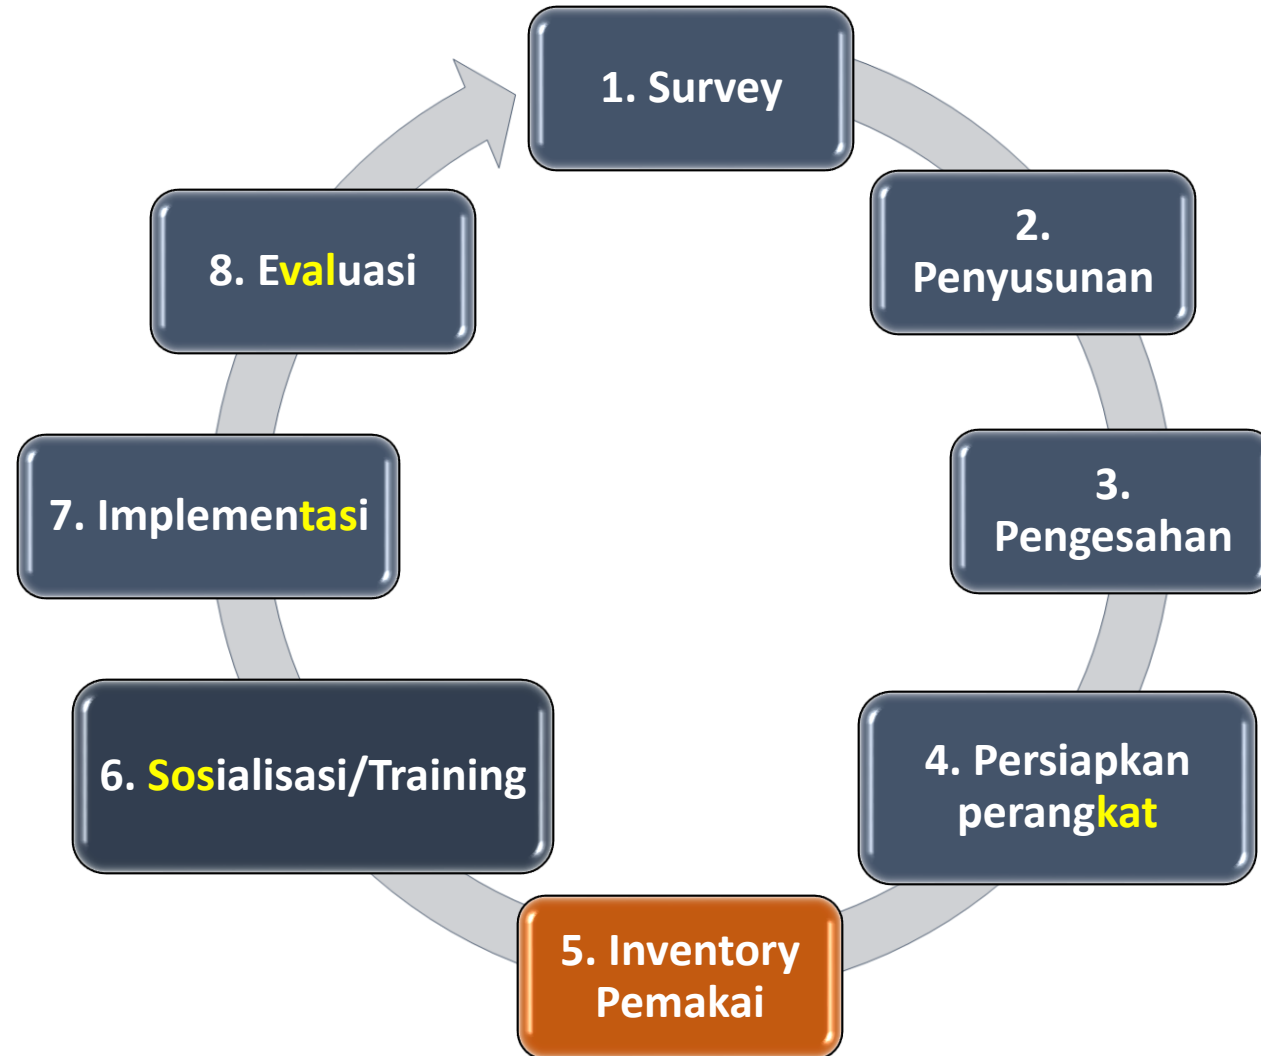 1. Survey
2.
Penyusunan
3.
Pengesahan
4. Persiapkan
perangkat
5. Inventory
Pemakai
6. Sosialisasi/Training
7. Implementasi
8. Evaluasi